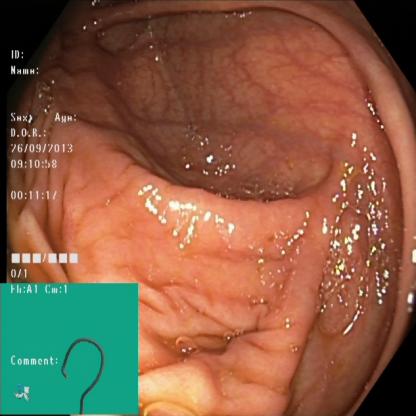 ID:
Name:
Sex: Age:
D.O.B.:
26/09/2013
09:10:58
00:11:17
0/1
Eh:A1 Cm:1
Comment: